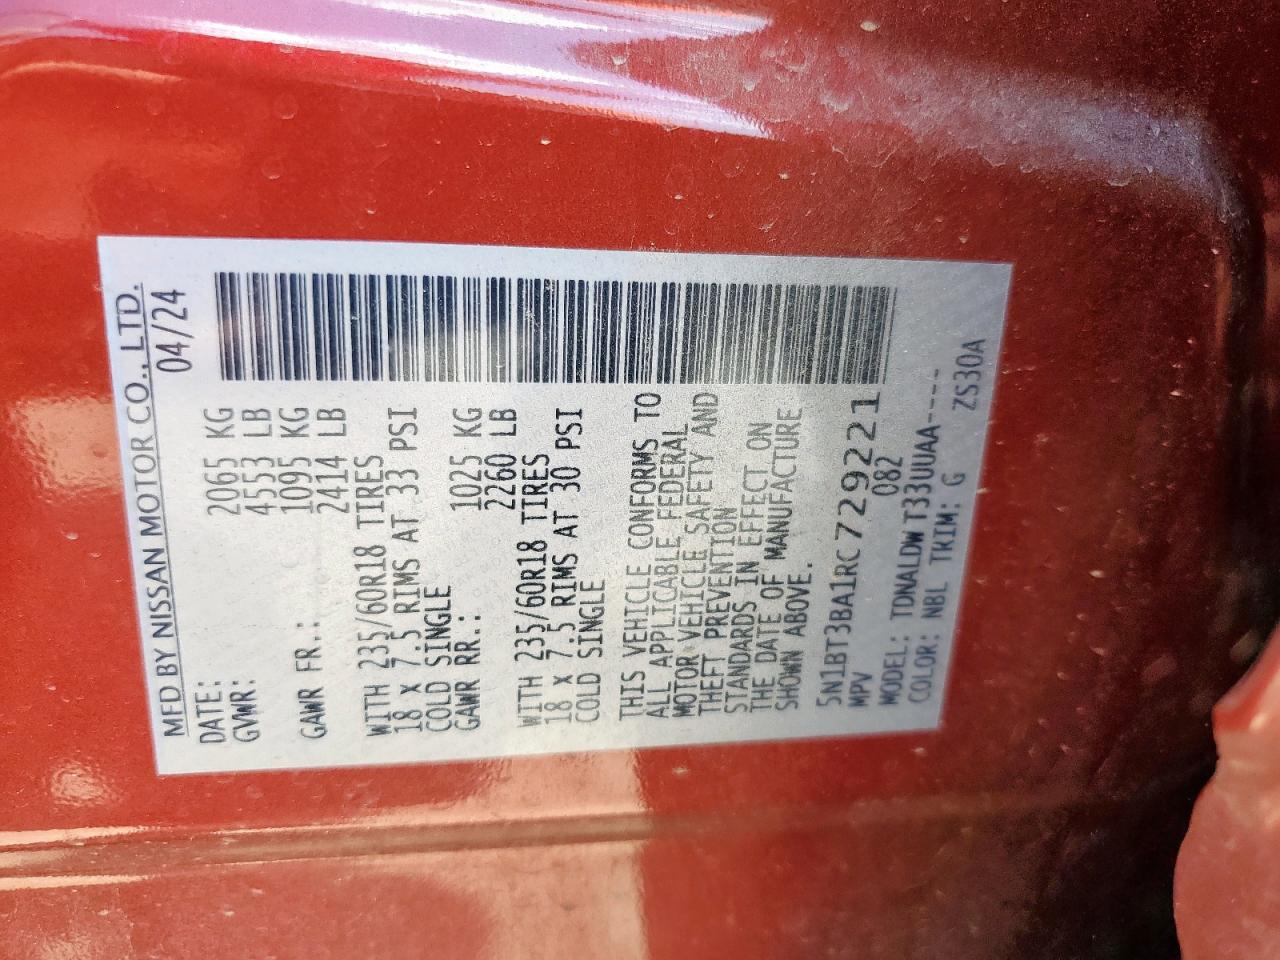 MFD BY NISSAN MOTOR CO., LTD.
DATE: 04/24
GVWR: 2065 KG
4553 LB
GAWR FR.: 1095 KG
2414 LB
WITH 235/60R18 TIRES
18 x 7.5 RIMS AT 33 PSI
COLD SINGLE
GAWR RR.: 1025 KG
2260 LB
WITH 235/60R18 TIRES
18 x 7.5 RIMS AT 30 PSI
COLD SINGLE
THIS VEHICLE CONFORMS TO
ALL APPLICABLE FEDERAL
MOTOR VEHICLE SAFETY AND
THEFT PREVENTION
STANDARDS IN EFFECT ON
THE DATE OF MANUFACTURE
SHOWN ABOVE.
5N1BT3BA1RC729221
MPV 082
MODEL: TDNALDWT33UUAA----
COLOR: NBL TRIM: G ZS30A